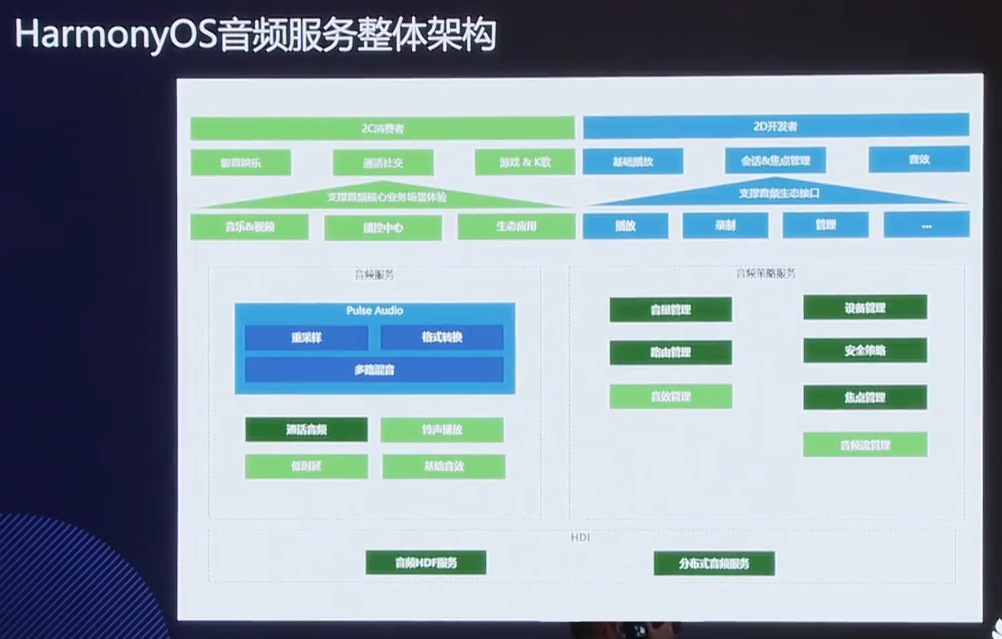 HarmonyOS音频服务整体架构
2C消费者
2D开发者
影音娱乐
通话社交
游戏 & K歌
基础播放
会话&焦点管理
音效
支撑音频核心业务场景体验
支撑音频生态抽口
音乐&视频
播控中心
生态应用
播放
录制
管理
...
音频服务
音频策略服务
Pulse Audio
重采样
格式转换
多路混音
音量管理
设备管理
路由管理
安全策略
音效管理
焦点管理
通话音频
铃声播放
音频流管理
低时延
基础音效
HDI
音频HDF服务
分布式音频服务